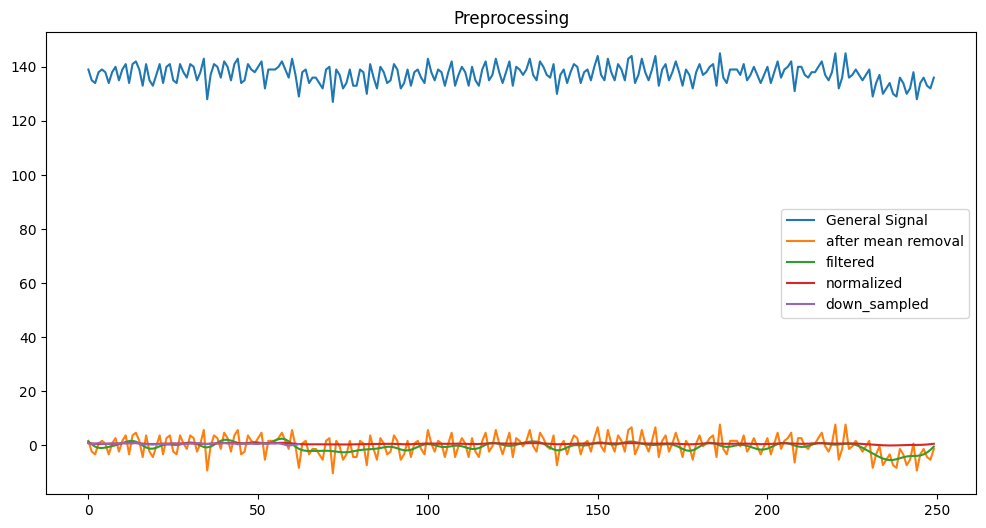 Preprocessing
140
120
100
80
60
40
20
0
General Signal
after mean removal
filtered
normalized
down_sampled
0 50 100 150 200 250